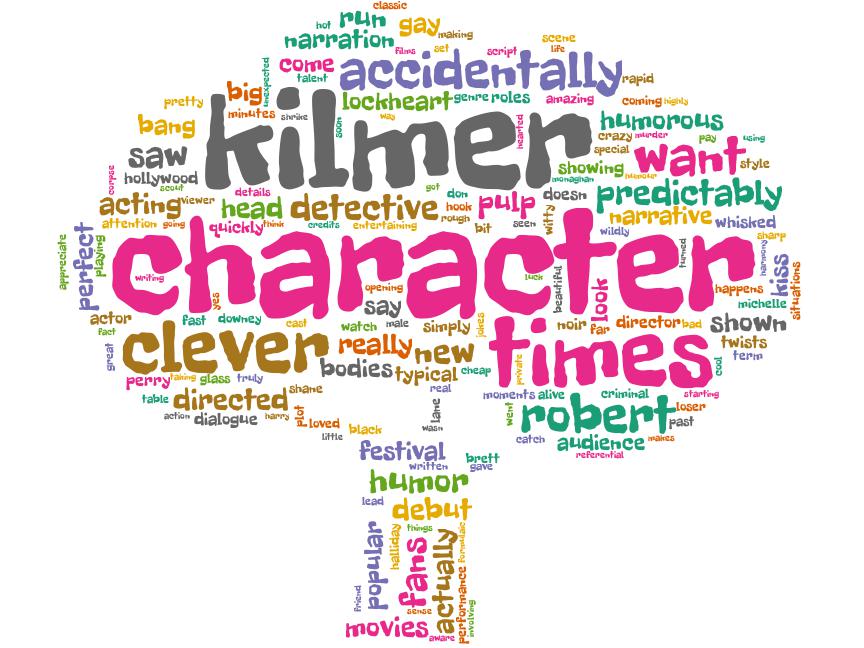 classic
hot
run
gay
making
narration
films
set
script
scene
life
come
talent
unexpected
accidentally
rapid
pretty
big
minutes
shrike
soon
lockheart
genre
roles
amazing
coming
highly
way
bang
kilmer
hearted
humorous
crazy
murder
pay
using
special
saw
hollywood
scout
corpse
showing
monaghan
humour
want
style
details
got
don
doesn
predictably
acting
viewer
head
detective
hook
rough
pulp
seen
witty
narrative
whisked
attention
going
quickly
think
credits
entertaining
bit
wildly
sharp
appreciate
playing
perfect
character
turned
harmony
kiss
situations
writing
yes
opening
luck
beautiful
look
happens
michelle
say
actor
fast
downey
cast
watch
male
simply
jokes
noir
far
director
bad
shown
fact
great
clever
really
new
times
twists
term
bodies
typical
cheap
private
cool
perry
taking
glass
truly
real
moments
alive
criminal
starting
table
directed
shane
lane
went
robert
loser
past
action
dialogue
harry
plot
loved
little
black
wasn
catch
audience
makes
referential
festival
written
brett
gave
humor
lead
debut
things
popular
halliday
fans
actually
formulaic
friend
sense
performance
involving
movies
aware